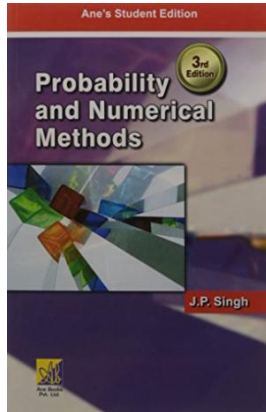 Ane's Student Edition
3rd
Edition
Probability
and Numerical
Methods
J.P. Singh
Ane Books
Pvt. Ltd.